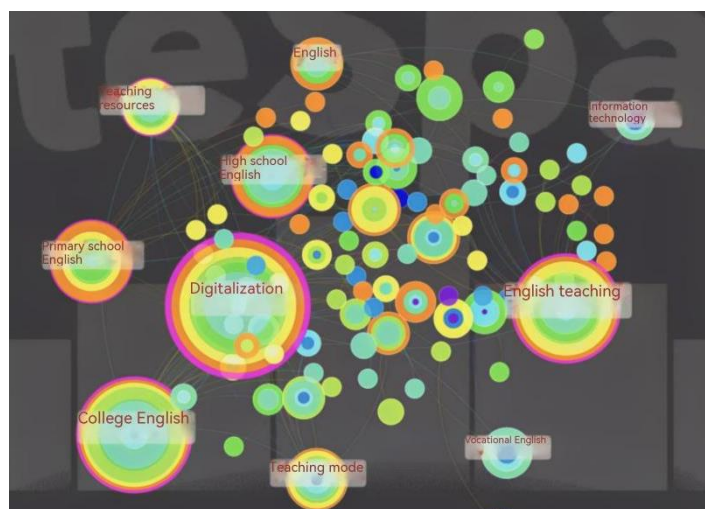 English
Teaching
resources
Information
technology
High school
English
Primary school
English
Digitalization
English teaching
College English
Vocational English
Teaching mode